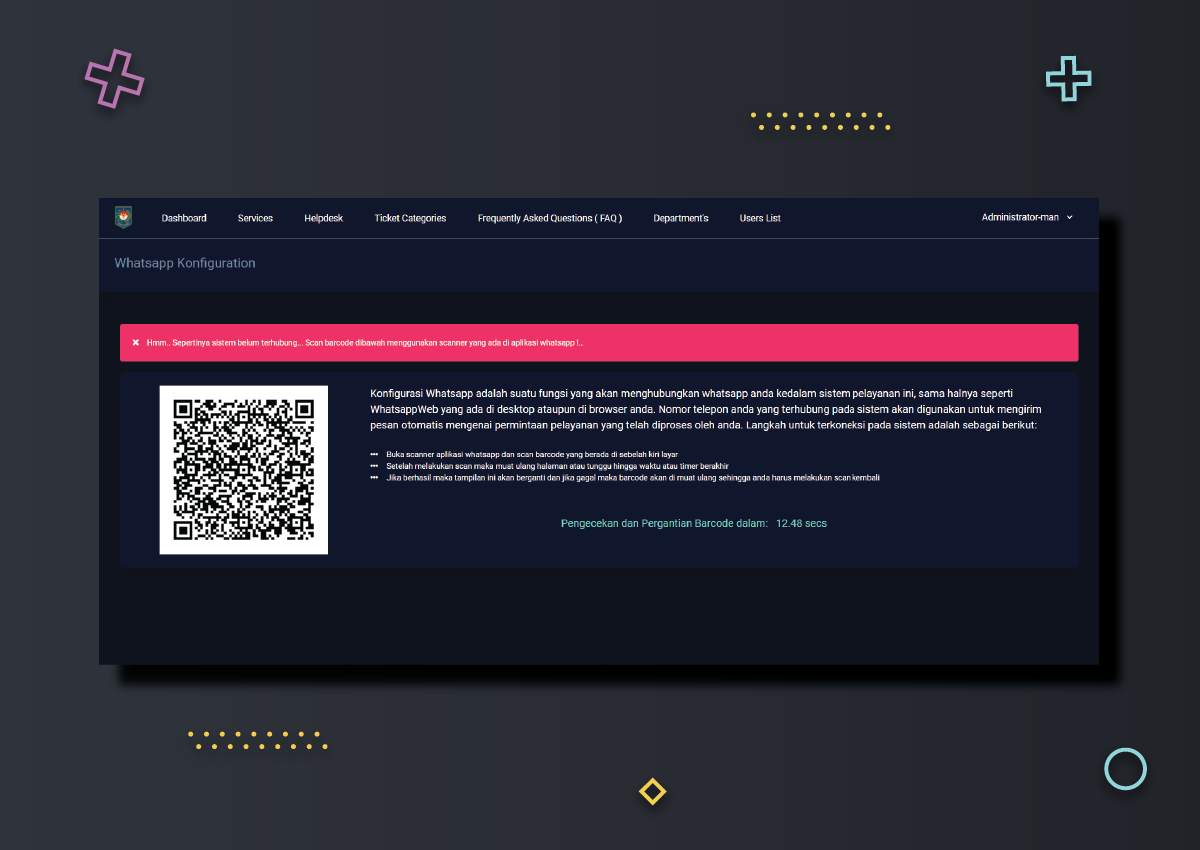 Dashboard Services Helpdesk Ticket Categories Frequently Asked Questions ( FAQ ) Department's Users List Administrator-man
Whatsapp Konfiguration
Hmm.. Sepertinya sistem belum terhubung... Scan barcode dibawah menggunakan scanner yang ada di aplikasi whatsapp !..
Konfigurasi Whatsapp adalah suatu fungsi yang akan menghubungkan whatsapp anda kedalam sistem pelayanan ini, sama halnya seperti
WhatsappWeb yang ada di desktop ataupun di browser anda. Nomor telepon anda yang terhubung pada sistem akan digunakan untuk mengirim
pesan otomatis mengenai permintaan pelayanan yang telah diproses oleh anda. Langkah untuk terkoneksi pada sistem adalah sebagai berikut:
Buka scanner aplikasi whatsapp dan scan barcode yang berada di sebelah kiri layar
Setelah melakukan scan maka muat ulang halaman atau tunggu hingga waktu atau timer berakhir
Jika berhasil maka tampilan ini akan berganti dan jika gagal maka barcode akan di muat ulang sehingga anda harus melakukan scan kembali
Pengecekan dan Pergantian Barcode dalam: 12.48 secs